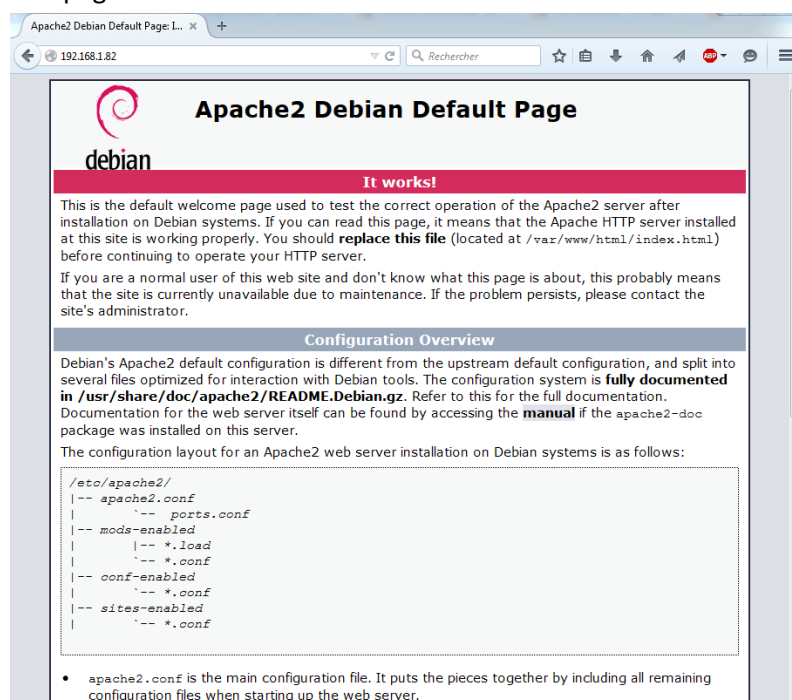 Apache2 Debian Default Page: I...
192.168.1.82
Rechercher
ABP
debian
Apache2 Debian Default Page
It works!
This is the default welcome page used to test the correct operation of the Apache2 server after
installation on Debian systems. If you can read this page, it means that the Apache HTTP server installed
at this site is working properly. You should replace this file (located at /var/www/html/index.html)
before continuing to operate your HTTP server.
If you are a normal user of this web site and don't know what this page is about, this probably means
that the site is currently unavailable due to maintenance. If the problem persists, please contact the
site's administrator.
Configuration Overview
Debian's Apache2 default configuration is different from the upstream default configuration, and split into
several files optimized for interaction with Debian tools. The configuration system is fully documented
in /usr/share/doc/apache2/README.Debian.gz. Refer to this for the full documentation.
Documentation for the web server itself can be found by accessing the manual if the apache2-doc
package was installed on this server.
The configuration layout for an Apache2 web server installation on Debian systems is as follows:
/etc/apache2/
|-- apache2.conf
|       `--  ports.conf
|-- mods-enabled
|       |-- *.load
|       `-- *.conf
|-- conf-enabled
|       `-- *.conf
|-- sites-enabled
|       `-- *.conf
• apache2.conf is the main configuration file. It puts the pieces together by including all remaining
configuration files when starting up the web server.